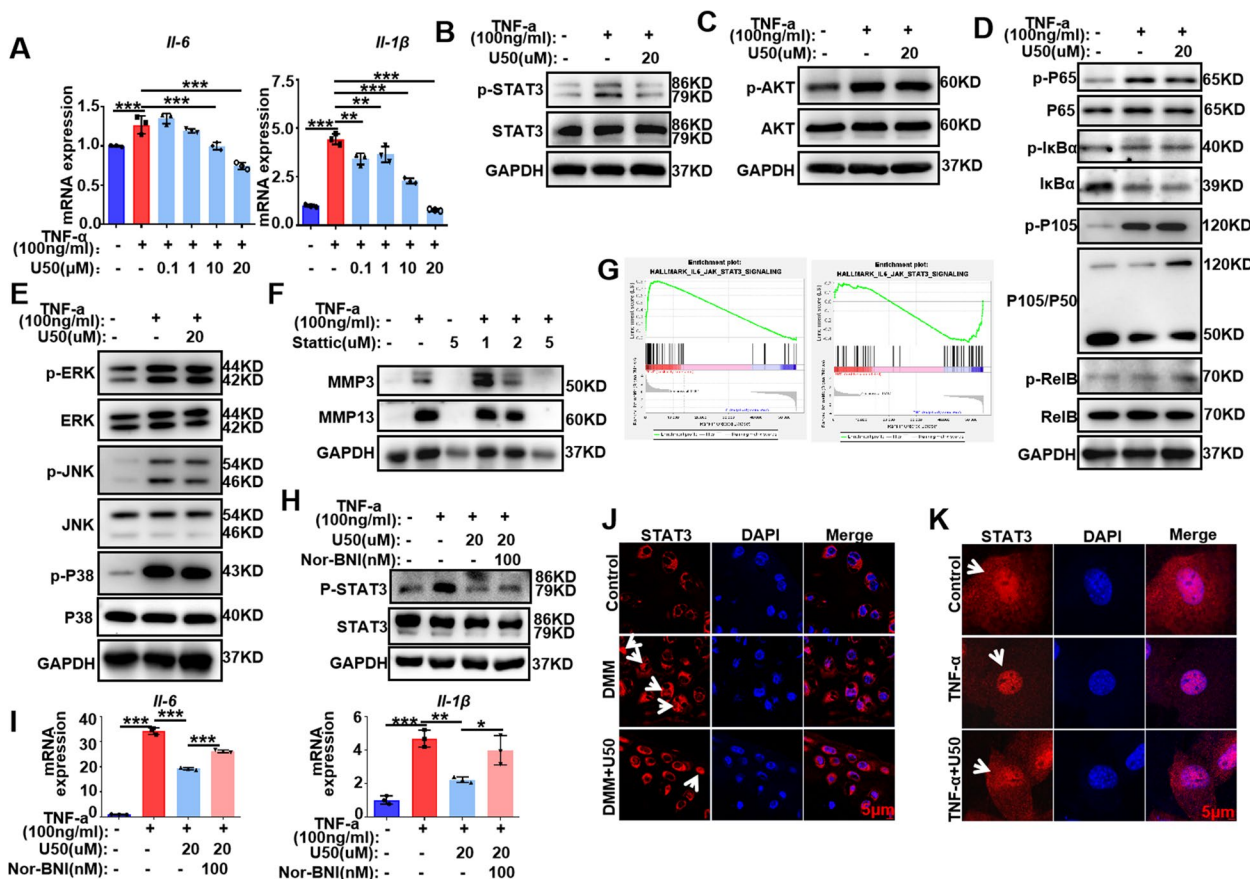 A
Il-6
mRNA expression
1.5
1.0
0.5
0.0
*** *** ***
TNF-α
(100ng/ml): - + + + + +
U50(μM) - - 0.1 1 10 20
Il-1β
mRNA expression
7.5
5.0
2.5
0.0
*** ** ** *** ***
- + + + + +
- - 0.1 1 10 20
B
TNF-a
(100ng/ml): - + +
U50(uM): - - 20
p-STAT3 86KD
79KD
STAT3 86KD
79KD
GAPDH 37KD
C
TNF-a
(100ng/ml): - + +
U50(uM): - - 20
p-AKT 60KD
AKT 60KD
GAPDH 37KD
D
TNF-a
(100ng/ml): - + +
U50(uM): - - 20
p-P65 65KD
P65 65KD
p-IκBα 40KD
IκBα 39KD
p-P105 120KD
120KD
P105/P50
50KD
p-RelB 70KD
RelB 70KD
GAPDH 37KD
E
TNF-a
(100ng/ml): - + +
U50(uM): - - 20
p-ERK 44KD
42KD
ERK 44KD
42KD
p-JNK 54KD
46KD
JNK 54KD
46KD
p-P38 43KD
P38 40KD
GAPDH 37KD
F
TNF-a
(100ng/ml): - + - + + +
Stattic(uM): - - 5 1 2 5
MMP3 50KD
MMP13 60KD
GAPDH 37KD
G
Enrichment plot:
HALLMARK_IL6_JAK_STAT3_SIGNALING
Enrichment plot:
HALLMARK_IL6_JAK_STAT3_SIGNALING
H
TNF-a
(100ng/ml): - + + +
U50(uM): - - 20 20
Nor-BNI(nM): - - - 100
P-STAT3 86KD
79KD
STAT3 86KD
79KD
GAPDH 37KD
I
Il-6
mRNA
expression
40
30
20
10
0
*** *** ***
TNF-a
(100ng/ml): - + + +
U50(uM): - - 20 20
Nor-BNI(nM): - - - 100
Il-1β
mRNA
expression
6
4
2
0
*** ** *
TNF-a
(100ng/ml): - + + +
U50(uM): - - 20 20
Nor-BNI(nM): - - - 100
J
STAT3 DAPI Merge
Control
DMM
DMM+U50
5μm
K
STAT3 DAPI Merge
Control
TNF-α
TNF-α+U50
5μm